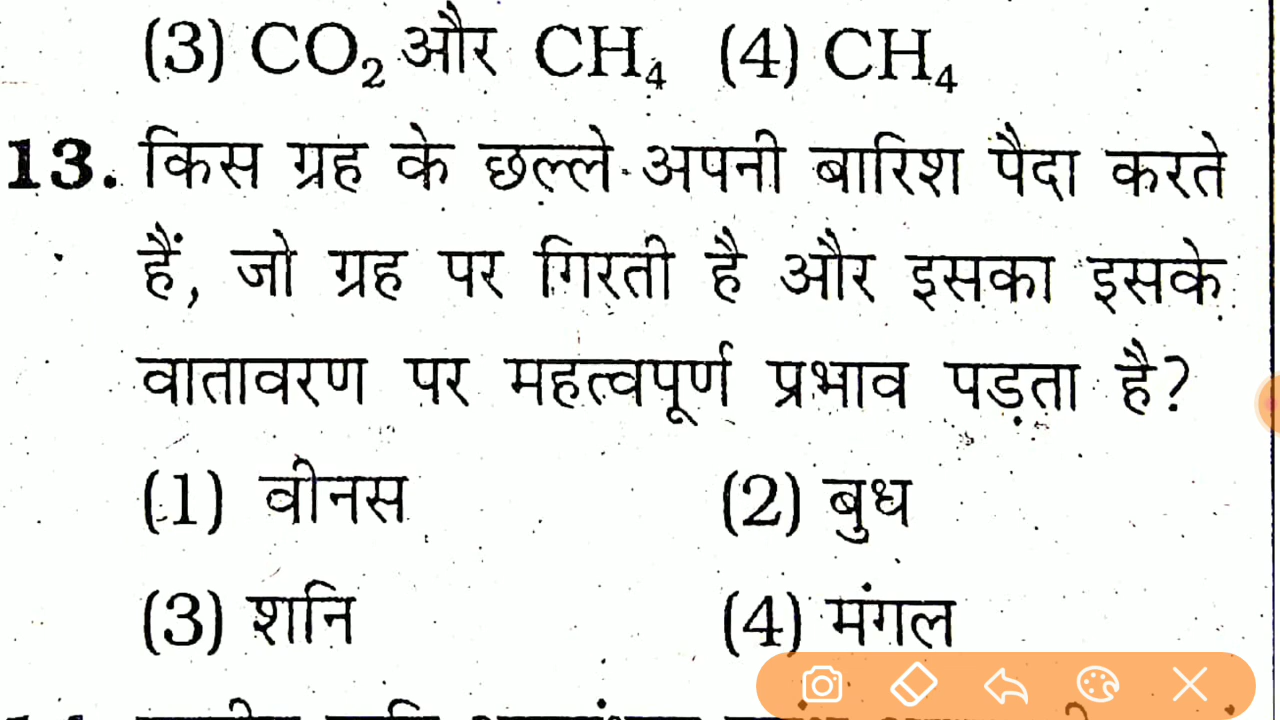 (3) CO₂ और CH₄ (4) CH₄
13. किस ग्रह के छल्ले अपनी बारिश पैदा करते
हैं, जो ग्रह पर गिरती है और इसका इसके
वातावरण पर महत्वपूर्ण प्रभाव पड़ता है?
(1) वीनस (2) बुध
(3) शनि (4) मंगल